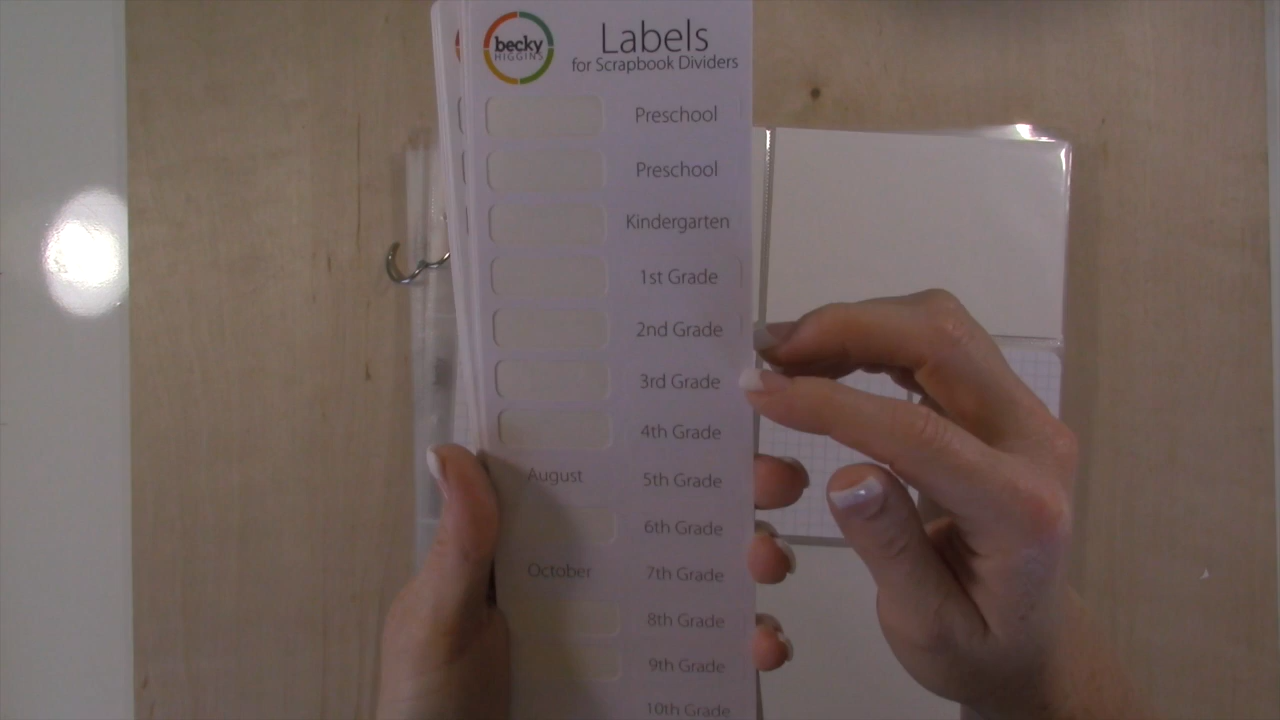 becky
HIGGINS
Labels
for Scrapbook Dividers
Preschool
Preschool
Kindergarten
1st Grade
2nd Grade
3rd Grade
4th Grade
August 5th Grade
6th Grade
October 7th Grade
8th Grade
9th Grade
10th Grade